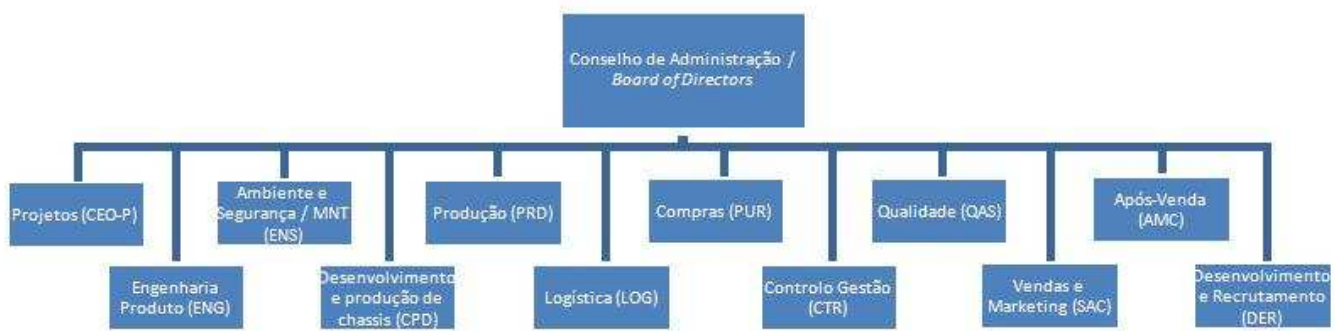 Conselho de Administração /
Board of Directors
Projetos (CEO-P)
Ambiente e
Segurança / MNT
(ENS)
Produção (PRD)
Compras (PUR)
Qualidade (QAS)
Após-Venda
(AMC)
Engenharia
Produto (ENG)
Desenvolvimento
e produção de
chassis (CPD)
Logística (LOG)
Controlo Gestão
(CTR)
Vendas e
Marketing (SAC)
Desenvolvimento
e Recrutamento
(DER)